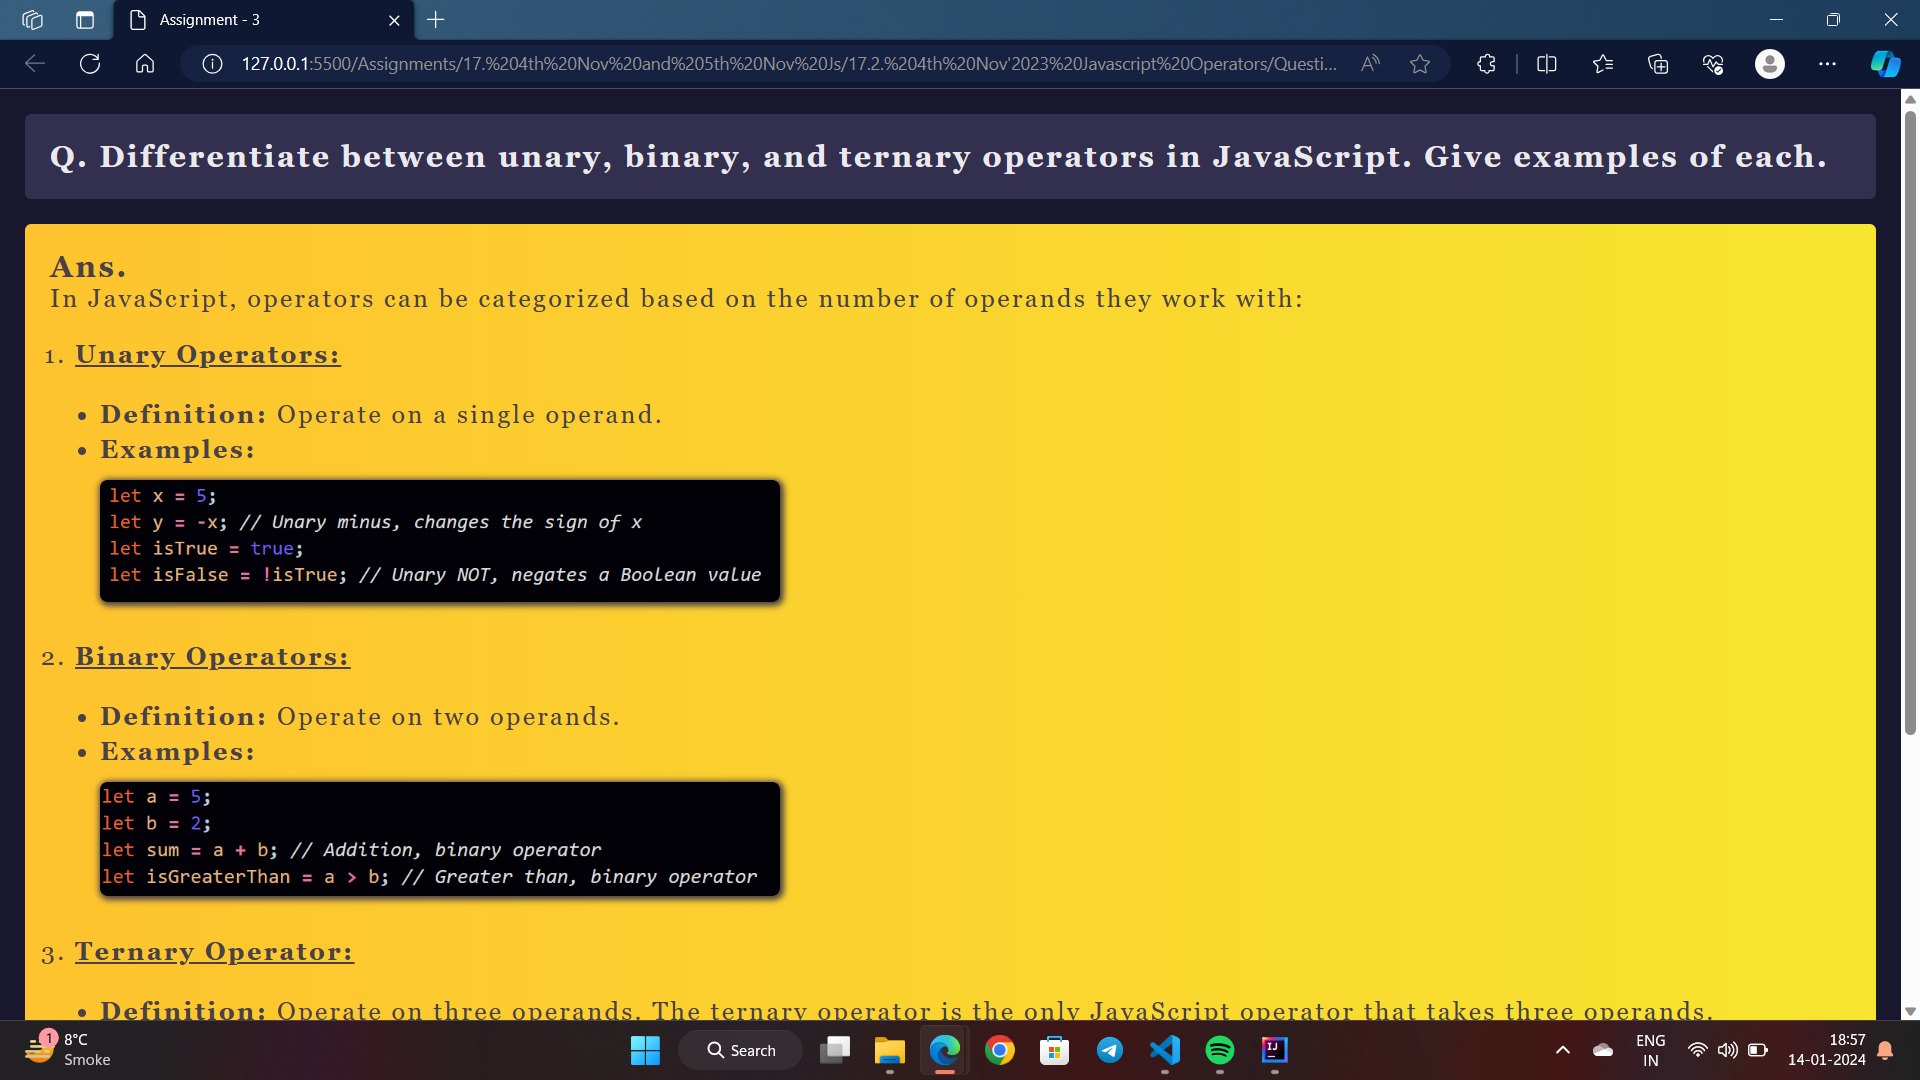 Assignment - 3
127.0.0.1:5500/Assignments/17.%204th%20Nov%20and%205th%20Nov%20Js/17.2.%204th%20Nov'2023%20Javascript%20Operators/Questi...
Q. Differentiate between unary, binary, and ternary operators in JavaScript. Give examples of each.
Ans.
In JavaScript, operators can be categorized based on the number of operands they work with:
1. Unary Operators:
• Definition: Operate on a single operand.
• Examples:
let x = 5;
let y = -x; // Unary minus, changes the sign of x
let isTrue = true;
let isFalse = !isTrue; // Unary NOT, negates a Boolean value
2. Binary Operators:
• Definition: Operate on two operands.
• Examples:
let a = 5;
let b = 2;
let sum = a + b; // Addition, binary operator
let isGreaterThan = a > b; // Greater than, binary operator
3. Ternary Operator:
• Definition: Operate on three operands. The ternary operator is the only JavaScript operator that takes three operands.
1
8°C
Smoke
Search
IJ
ENG
IN
18:57
14-01-2024